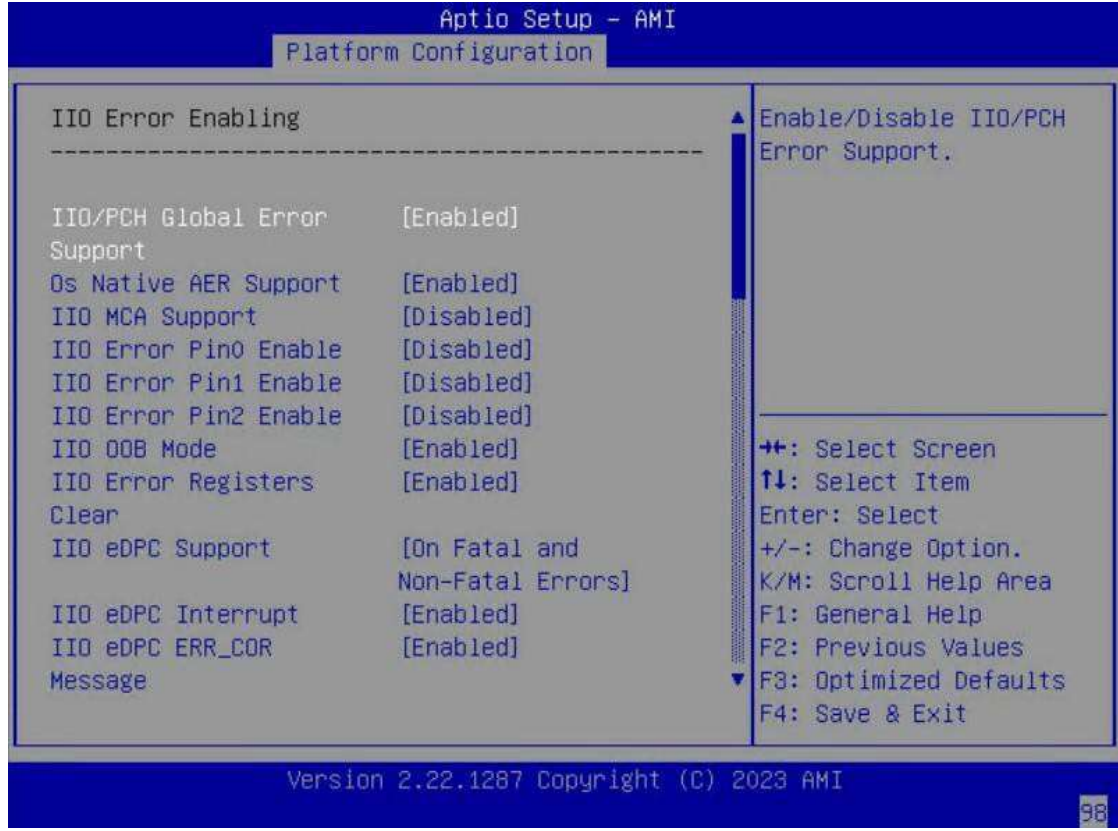 Aptio Setup – AMI
Platform Configuration
IIO Error Enabling
------------------------------------------------
IIO/PCH Global Error [Enabled]
Support
Os Native AER Support [Enabled]
IIO MCA Support [Disabled]
IIO Error Pin0 Enable [Disabled]
IIO Error Pin1 Enable [Disabled]
IIO Error Pin2 Enable [Disabled]
IIO OOB Mode [Enabled]
IIO Error Registers [Enabled]
Clear
IIO eDPC Support [On Fatal and
Non-Fatal Errors]
IIO eDPC Interrupt [Enabled]
IIO eDPC ERR_COR [Enabled]
Message
Enable/Disable IIO/PCH
Error Support.
→←: Select Screen
↑↓: Select Item
Enter: Select
+/-: Change Option.
K/M: Scroll Help Area
F1: General Help
F2: Previous Values
F3: Optimized Defaults
F4: Save & Exit
Version 2.22.1287 Copyright (C) 2023 AMI
98